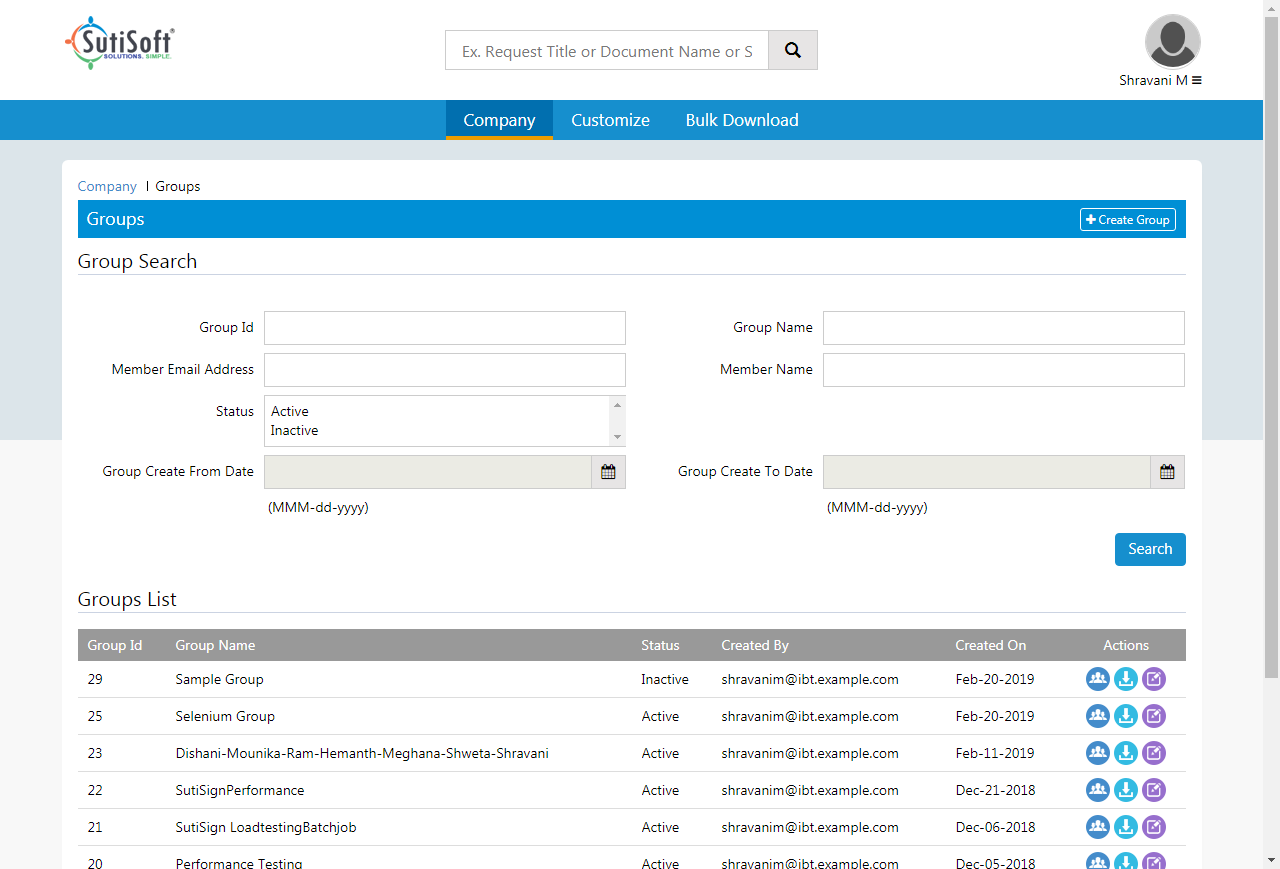 SutiSoft®
SOLUTIONS. SIMPLE.
Ex. Request Title or Document Name or S
Shravani M
Company Customize Bulk Download
Company | Groups
Groups Create Group
Group Search
Group Id Group Name
Member Email Address Member Name
Status Active
Inactive
Group Create From Date Group Create To Date
(MMM-dd-yyyy) (MMM-dd-yyyy)
Search
Groups List
Group Id Group Name Status Created By Created On Actions
29 Sample Group Inactive shravanim@ibt.example.com Feb-20-2019
25 Selenium Group Active shravanim@ibt.example.com Feb-20-2019
23 Dishani-Mounika-Ram-Hemanth-Meghana-Shweta-Shravani Active shravanim@ibt.example.com Feb-11-2019
22 SutiSignPerformance Active shravanim@ibt.example.com Dec-21-2018
21 SutiSign LoadtestingBatchjob Active shravanim@ibt.example.com Dec-06-2018
20 Performance Testing Active shravanim@ibt.example.com Dec-05-2018